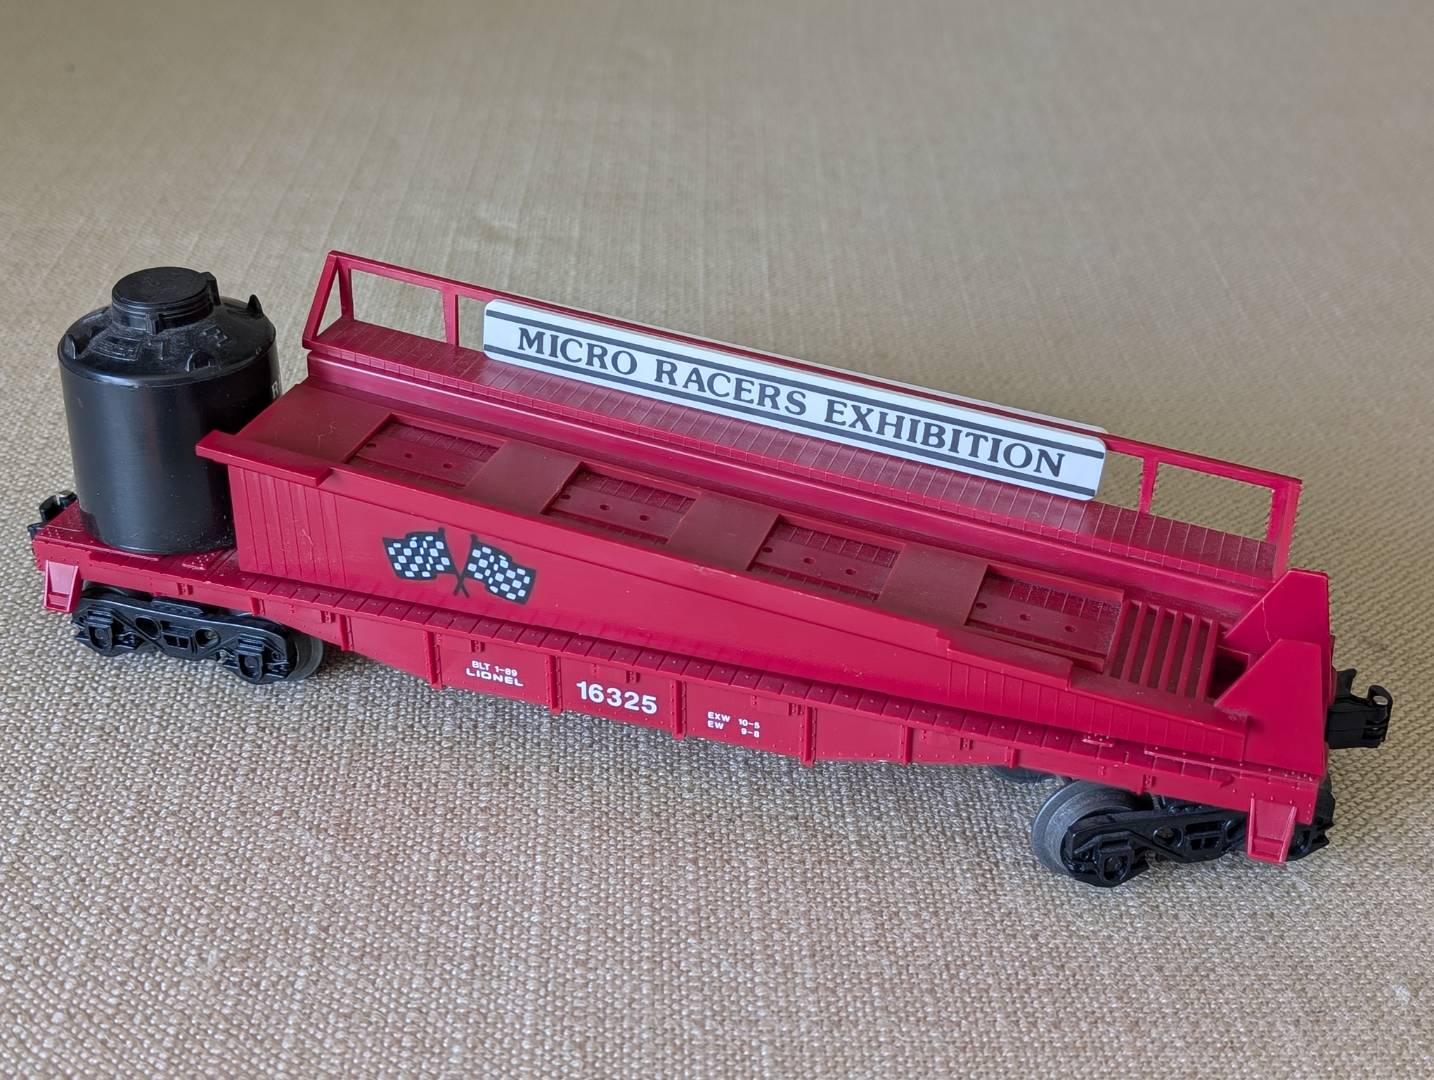 MICRO RACERS EXHIBITION
BLT 1-89
LIONEL
16325
EXW 10-5
EW 9-8